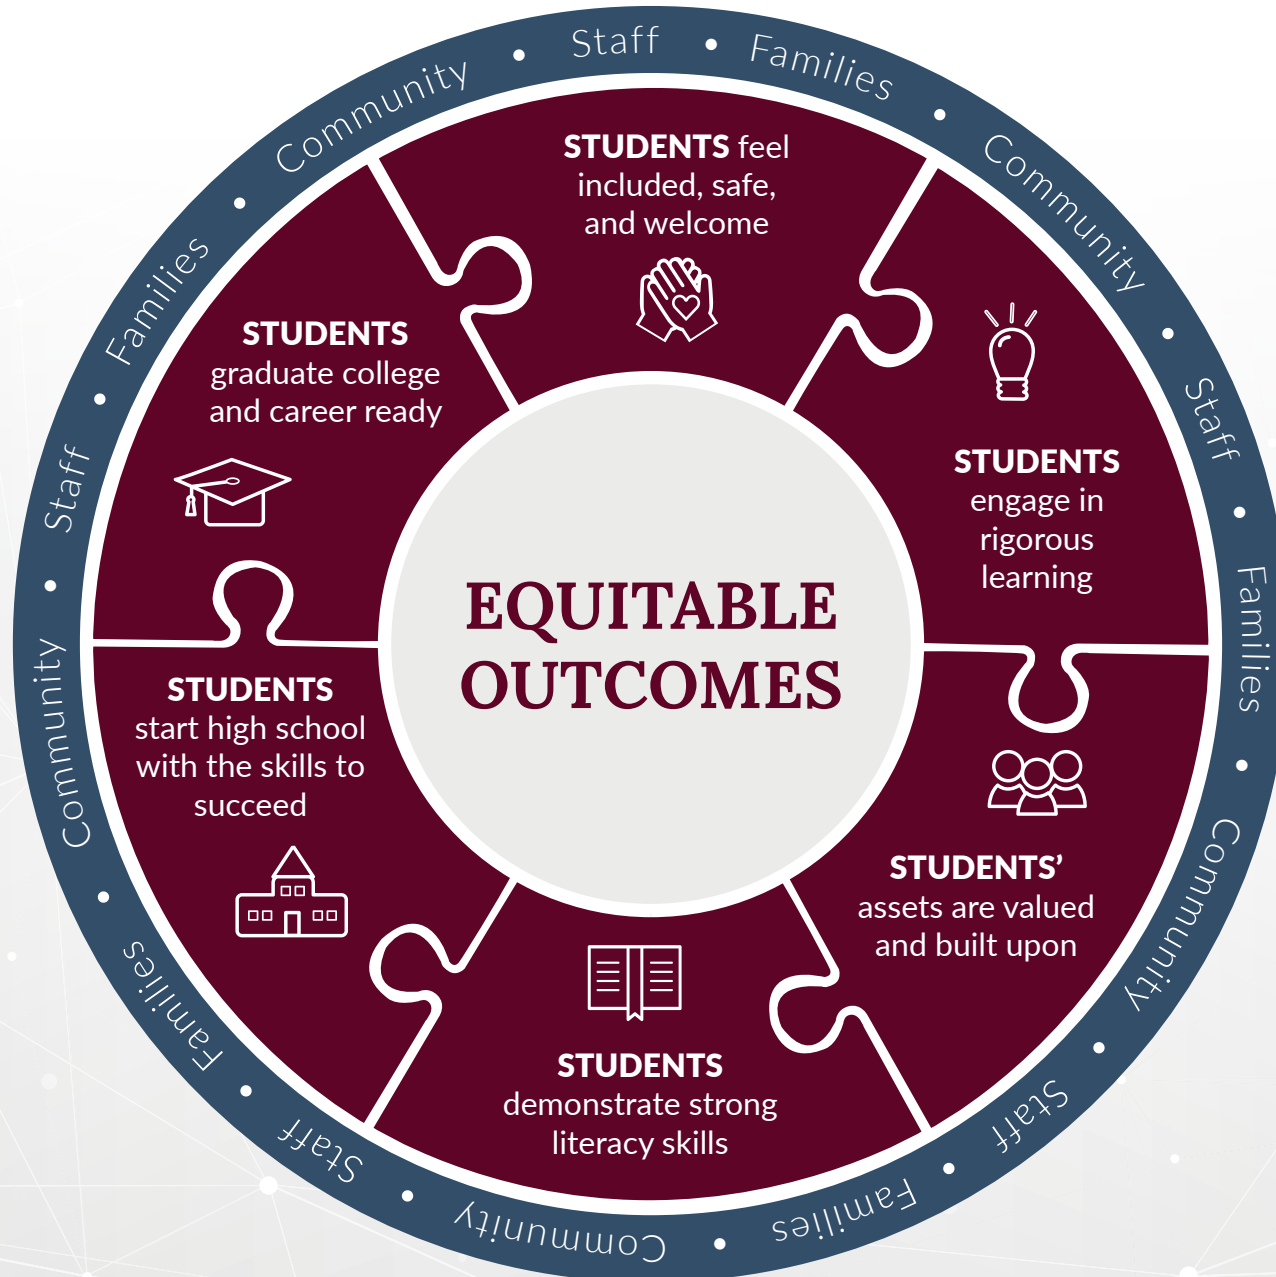 Staff • Families • Community • Staff • Families • Community • Staff • Families • Community • Staff • Families • Community • Staff • Families • Community •
STUDENTS feel
included, safe,
and welcome
STUDENTS
engage in
rigorous
learning
STUDENTS’
assets are valued
and built upon
STUDENTS
demonstrate strong
literacy skills
STUDENTS
start high school
with the skills to
succeed
STUDENTS
graduate college
and career ready
EQUITABLE
OUTCOMES